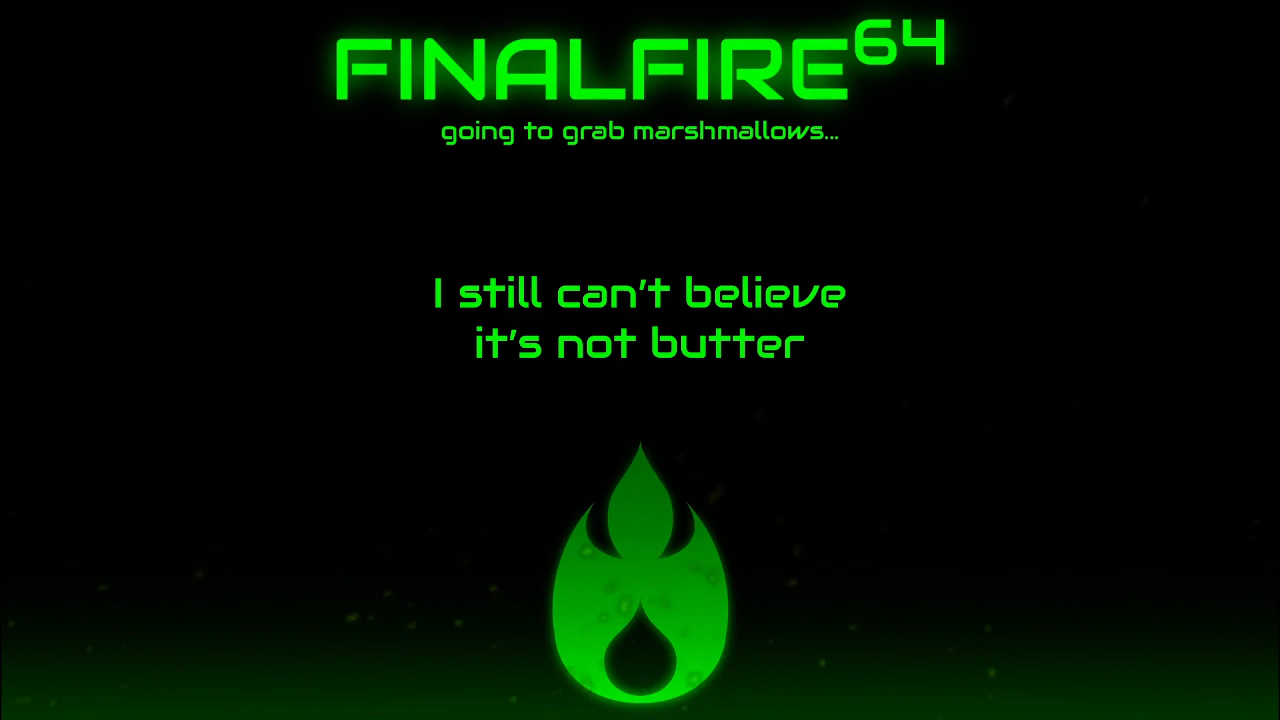 FINALFIRE64
going to grab marshmallows...
I still can't believe
it's not butter